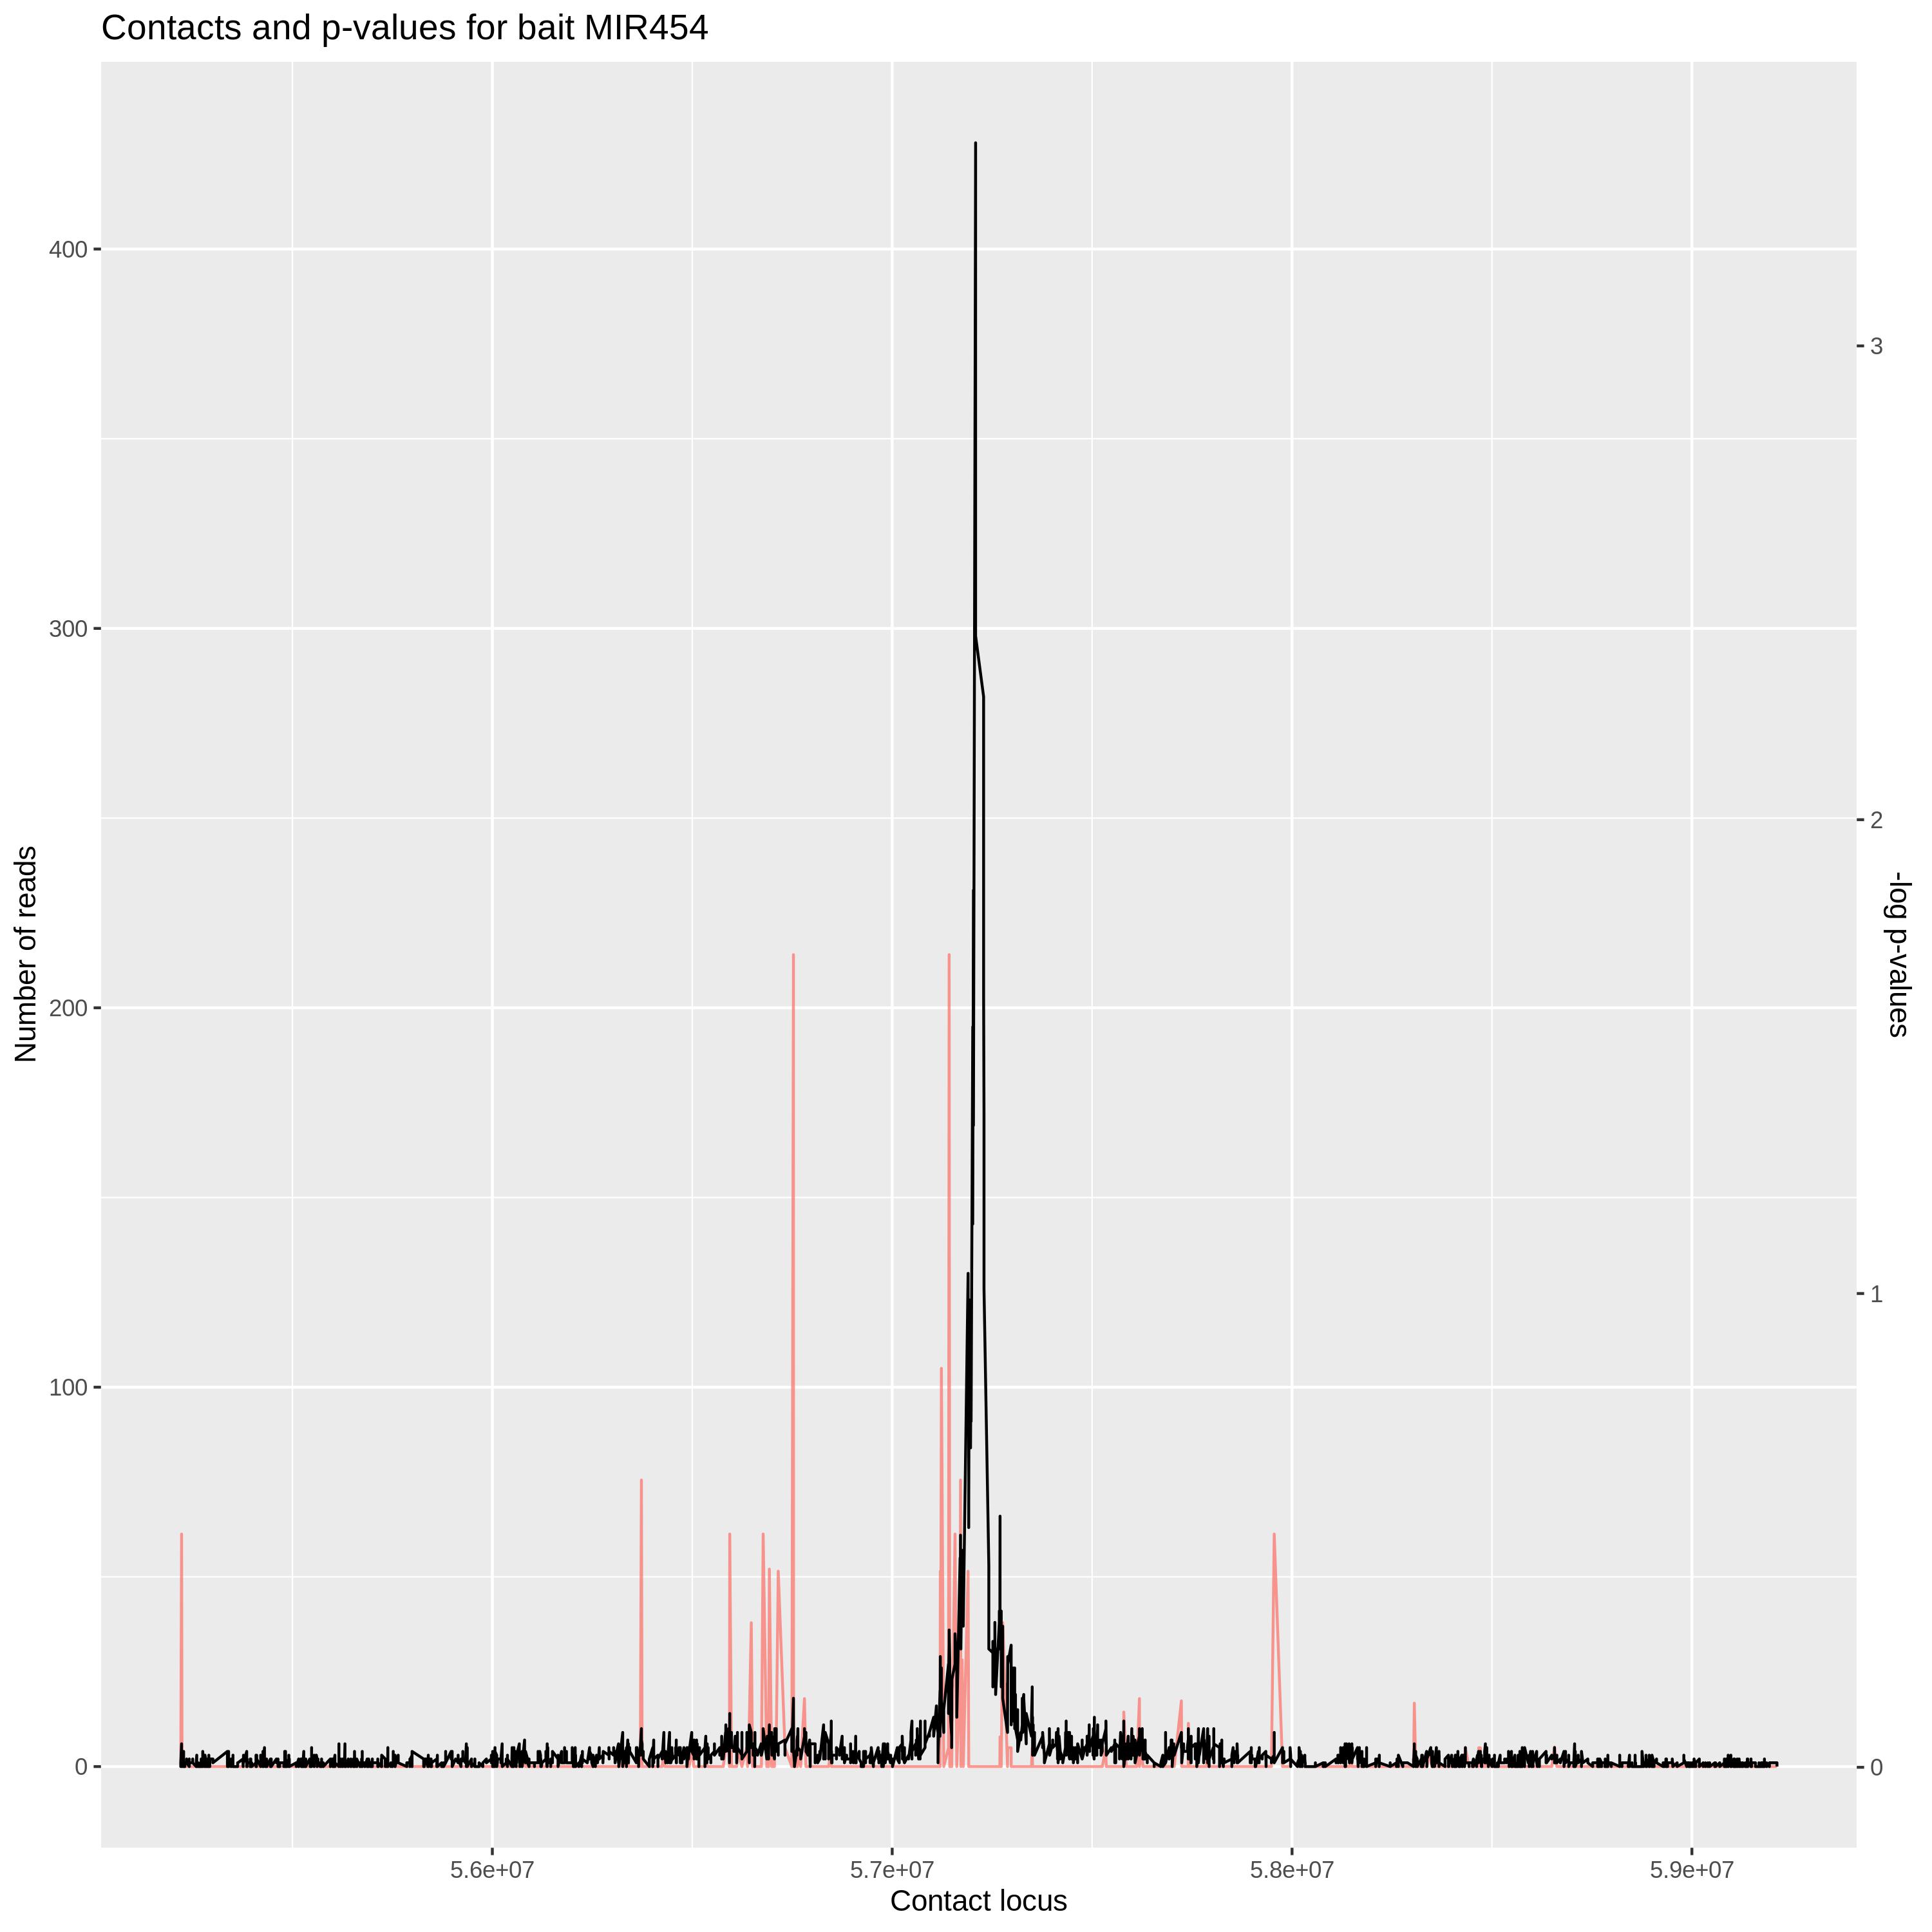 Contacts and p-values for bait MIR454
400
300
200
100
0
Number of reads
3
2
1
0
-log p-values
5.6e+07
5.7e+07
5.8e+07
5.9e+07
Contact locus